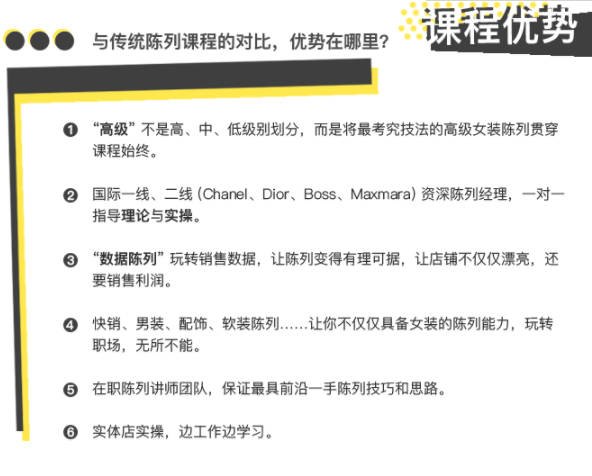 课程优势
与传统陈列课程的对比，优势在哪里？
1 “高级”不是高、中、低级别划分，而是将最考究技法的高级女装陈列贯穿
课程始终。
2 国际一线、二线（Chanel、Dior、Boss、Maxmara）资深陈列经理，一对一
指导理论与实操。
3 “数据陈列”玩转销售数据，让陈列变得有理可据，让店铺不仅仅漂亮，还
要销售利润。
4 快销、男装、配饰、软装陈列……让你不仅仅具备女装的陈列能力，玩转
职场，无所不能。
5 在职陈列讲师团队，保证最具前沿一手陈列技巧和思路。
6 实体店实操，边工作边学习。